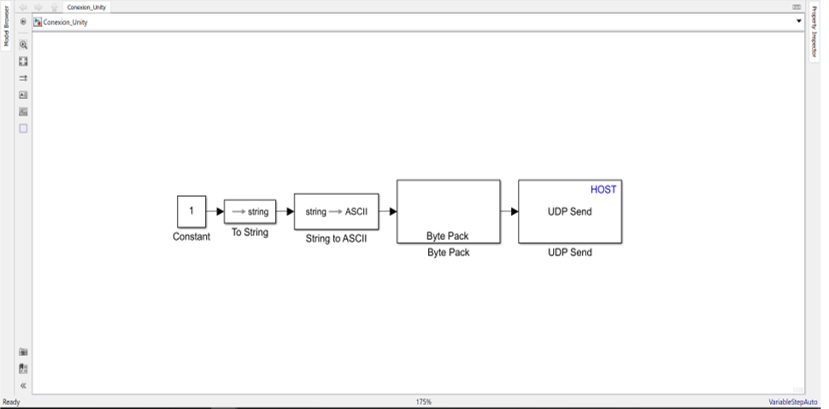 Conexion_Unity
Conexion_Unity
Model Browser
Property Inspector
1
Constant
string
To String
string
ASCII
String to ASCII
Byte Pack
Byte Pack
HOST
UDP Send
UDP Send
Ready
175%
VariableStepAuto